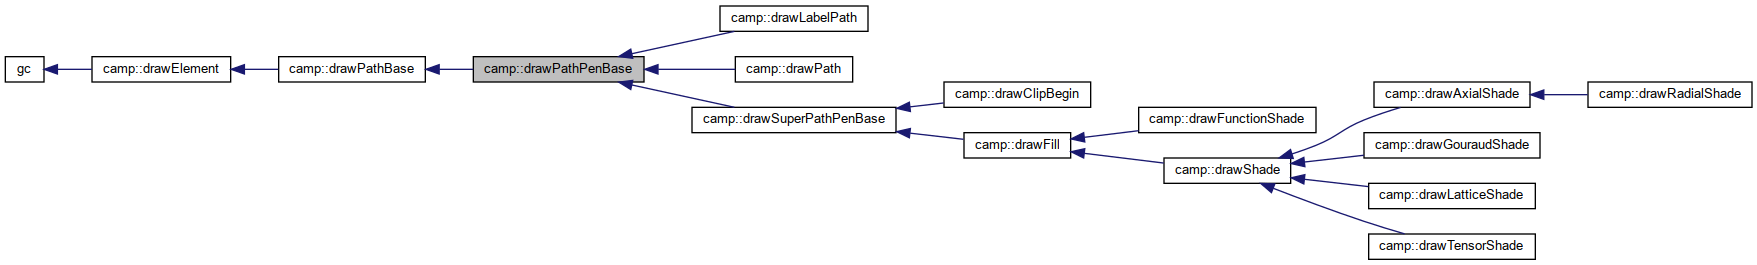 camp::drawLabelPath
gc
camp::drawElement
camp::drawPathBase
camp::drawPathPenBase
camp::drawPath
camp::drawSuperPathPenBase
camp::drawClipBegin
camp::drawFill
camp::drawFunctionShade
camp::drawShade
camp::drawAxialShade
camp::drawRadialShade
camp::drawGouraudShade
camp::drawLatticeShade
camp::drawTensorShade